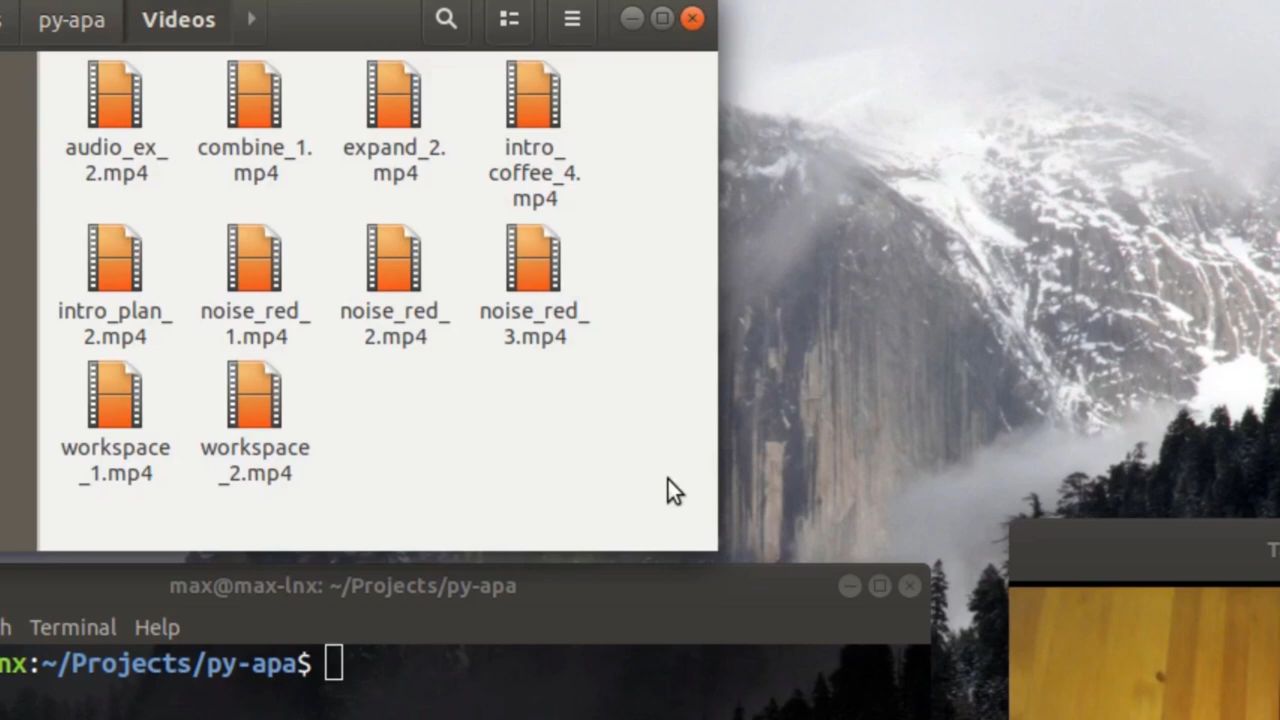 py-apa Videos
audio_ex_ combine_1. expand_2. intro_
2.mp4 mp4 mp4 coffee_4.
mp4
intro_plan_ noise_red_ noise_red_ noise_red_
2.mp4 1.mp4 2.mp4 3.mp4
workspace workspace
_1.mp4 _2.mp4
max@max-lnx: ~/Projects/py-apa
h Terminal Help
nx:~/Projects/py-apa$